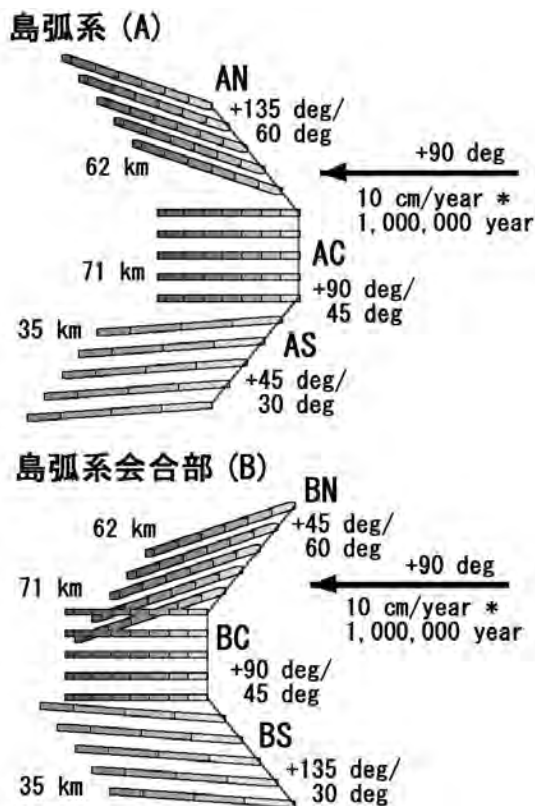 島弧系 (A)
AN
+135 deg/
60 deg
62 km
+90 deg
10 cm/year *
1,000,000 year
71 km
AC
+90 deg/
45 deg
35 km
AS
+45 deg/
30 deg
島弧系会合部 (B)
BN
62 km
+45 deg/
60 deg
+90 deg
71 km
10 cm/year *
1,000,000 year
BC
+90 deg/
45 deg
BS
+135 deg/
30 deg
35 km